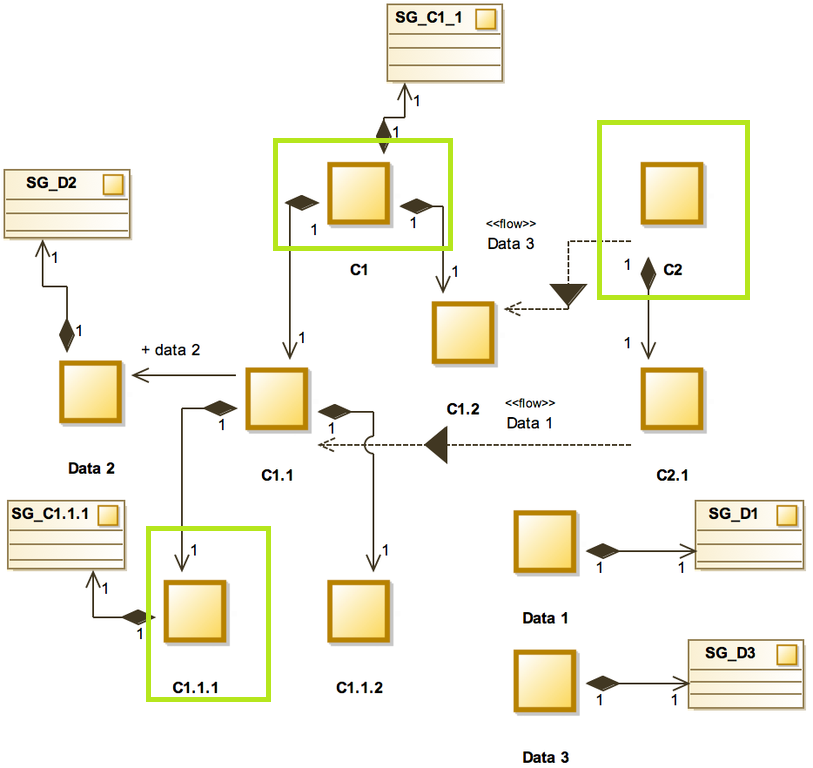 SG_C1_1
1
1
SG_D2
1
1
1
1
<<flow>>
Data 3
C1
1
C2
1
1
1
1
+ data 2
C1.2
<<flow>>
Data 1
1
1
Data 2
C1.1
C2.1
SG_C1.1.1
SG_D1
1
1
1
1
1
1
Data 1
SG_D3
C1.1.1
C1.1.2
1
1
Data 3